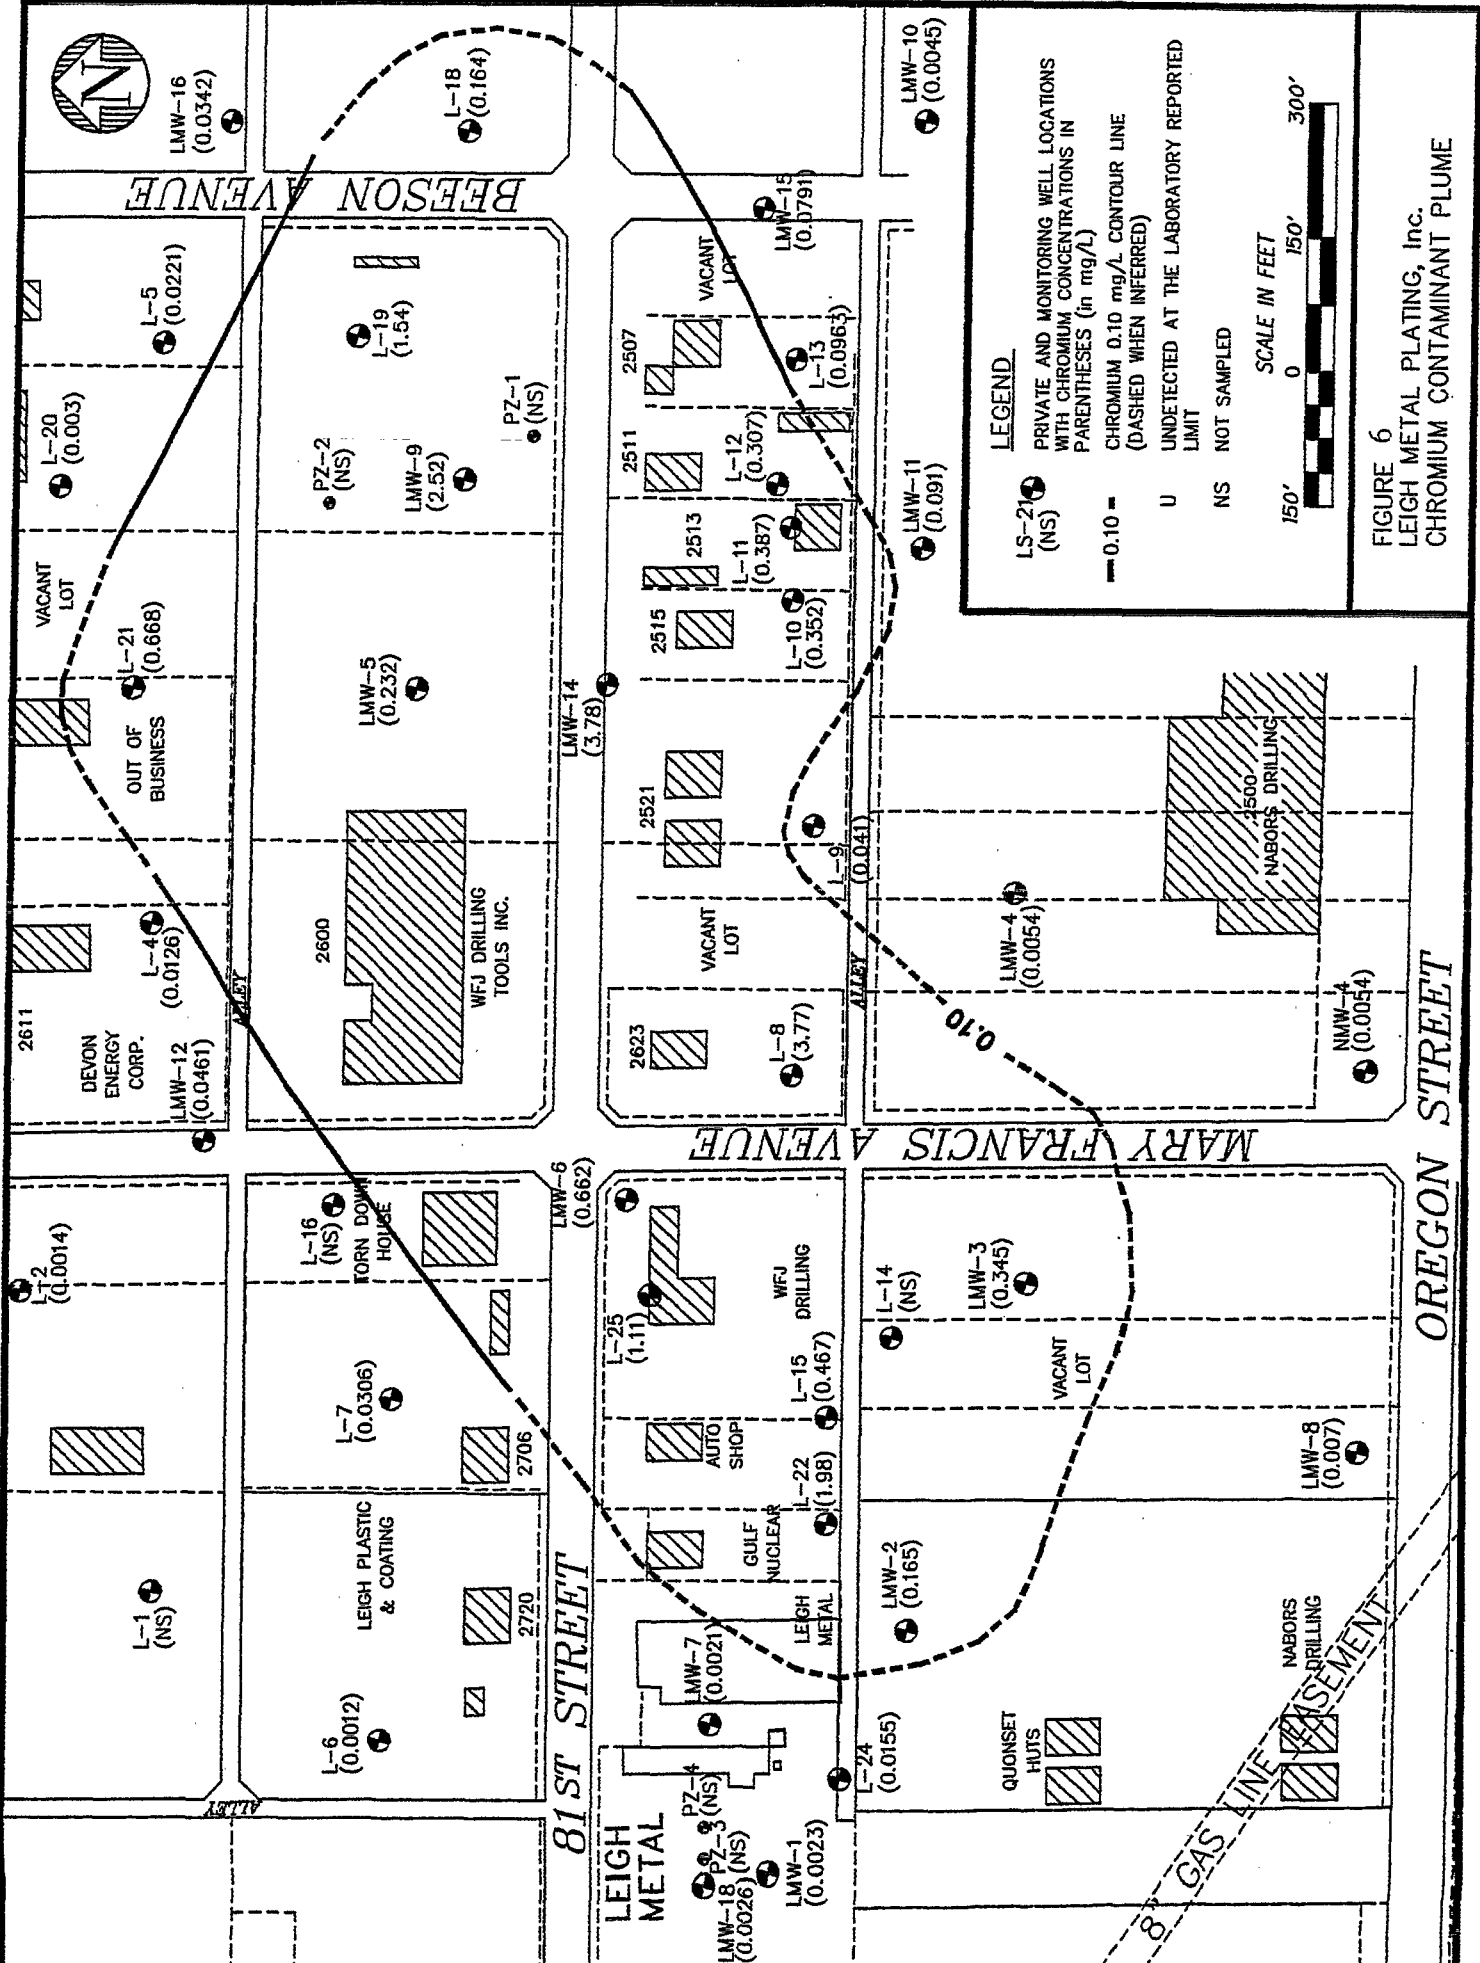 N
LMW-16
(0.0342)
L-18
(0.164)
LMW-10
(0.0045)
BEESON AVENUE
L-5
(0.0221)
L-19
(1.54)
VACANT
LOT
LMW-15
(0.0791)
L-20
(0.003)
PZ-2
(NS)
LMW-9
(2.52)
PZ-1
(NS)
2507
L-13
(0.0963)
2511
L-12
(0.307)
LMW-11
(0.091)
VACANT
LOT
L-21
(0.668)
LMW-5
(0.232)
LMW-14
(3.78)
2513
L-11
(0.387)
2515
L-10
(0.352)
OUT OF
BUSINESS
2521
L-9
(0.041)
2500
NABORS DRILLING
2611
DEVON
ENERGY
CORP.
L-4
(0.0126)
ALLEY
2600
WFJ DRILLING
TOOLS INC.
VACANT
LOT
ALLEY
LMW-4
(0.0054)
0.10
LMW-12
(0.0461)
2623
L-8
(3.77)
NMW-4
(0.0054)
MARY FRANCIS AVENUE
OREGON STREET
L-2
(0.0014)
L-16
(NS)
TORN DOWN
HOUSE
LMW-6
(0.662)
L-25
(1.11)
WFJ
DRILLING
L-14
(NS)
LMW-3
(0.345)
L-7
(0.0306)
2706
AUTO
SHOP
L-15
(0.467)
VACANT
LOT
LMW-8
(0.007)
LEIGH PLASTIC
& COATING
2720
GULF
NUCLEAR
L-22
(1.98)
LMW-2
(0.165)
L-1
(NS)
81ST STREET
LEIGH
METAL
LMW-7
(0.0021)
NABORS
DRILLING
L-6
(0.0012)
ALLEY
L-24
(0.0155)
QUONSET
HUTS
LEIGH
METAL
PZ-4
(NS)
PZ-3
(NS)
LMW-18
(0.0026)
LMW-1
(0.0023)
8" GAS LINE EASEMENT
LEGEND
LS-21
(NS)
PRIVATE AND MONITORING WELL LOCATIONS
WITH CHROMIUM CONCENTRATIONS IN
PARENTHESES (in mg/L)
0.10
CHROMIUM 0.10 mg/L CONTOUR LINE
(DASHED WHEN INFERRED)
U UNDETECTED AT THE LABORATORY REPORTED
LIMIT
NS NOT SAMPLED
SCALE IN FEET
150' 0 150' 300'
FIGURE 6
LEIGH METAL PLATING, Inc.
CHROMIUM CONTAMINANT PLUME